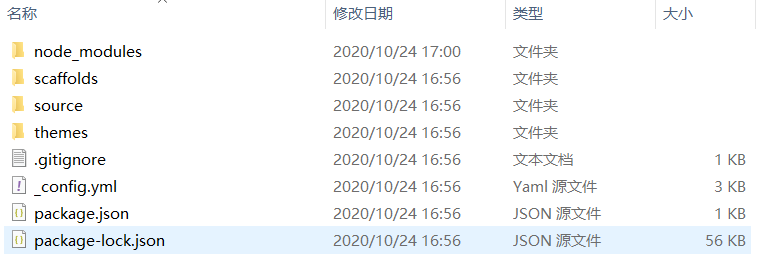 名称 修改日期 类型 大小
node_modules 2020/10/24 17:00 文件夹
scaffolds 2020/10/24 16:56 文件夹
source 2020/10/24 16:56 文件夹
themes 2020/10/24 16:56 文件夹
.gitignore 2020/10/24 16:56 文本文档 1 KB
_config.yml 2020/10/24 16:56 Yaml 源文件 3 KB
package.json 2020/10/24 16:56 JSON 源文件 1 KB
package-lock.json 2020/10/24 16:56 JSON 源文件 56 KB